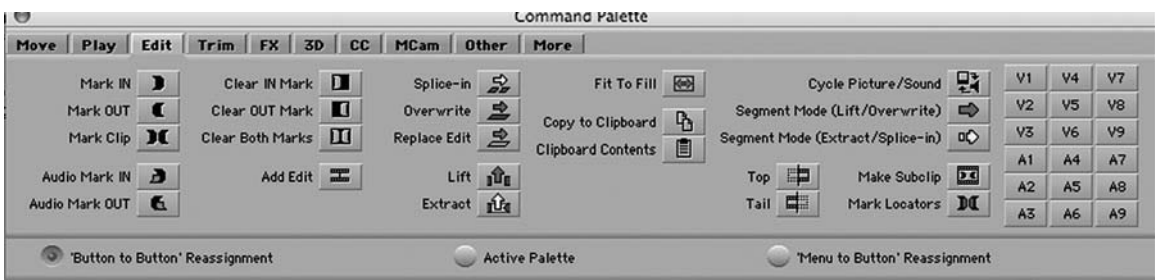 Command Palette
Move Play Edit Trim FX 3D CC MCam Other More
Mark IN Clear IN Mark Splice-in Fit To Fill Cycle Picture/Sound V1 V4 V7
Mark OUT Clear OUT Mark Overwrite Copy to Clipboard Segment Mode (Lift/Overwrite) V2 V5 V8
Mark Clip Clear Both Marks Replace Edit Clipboard Contents Segment Mode (Extract/Splice-in) V3 V6 V9
Audio Mark IN Add Edit Lift Top Make Subclip A1 A4 A7
Audio Mark OUT Extract Tail Mark Locators A2 A5 A8
A3 A6 A9
'Button to Button' Reassignment Active Palette 'Menu to Button' Reassignment